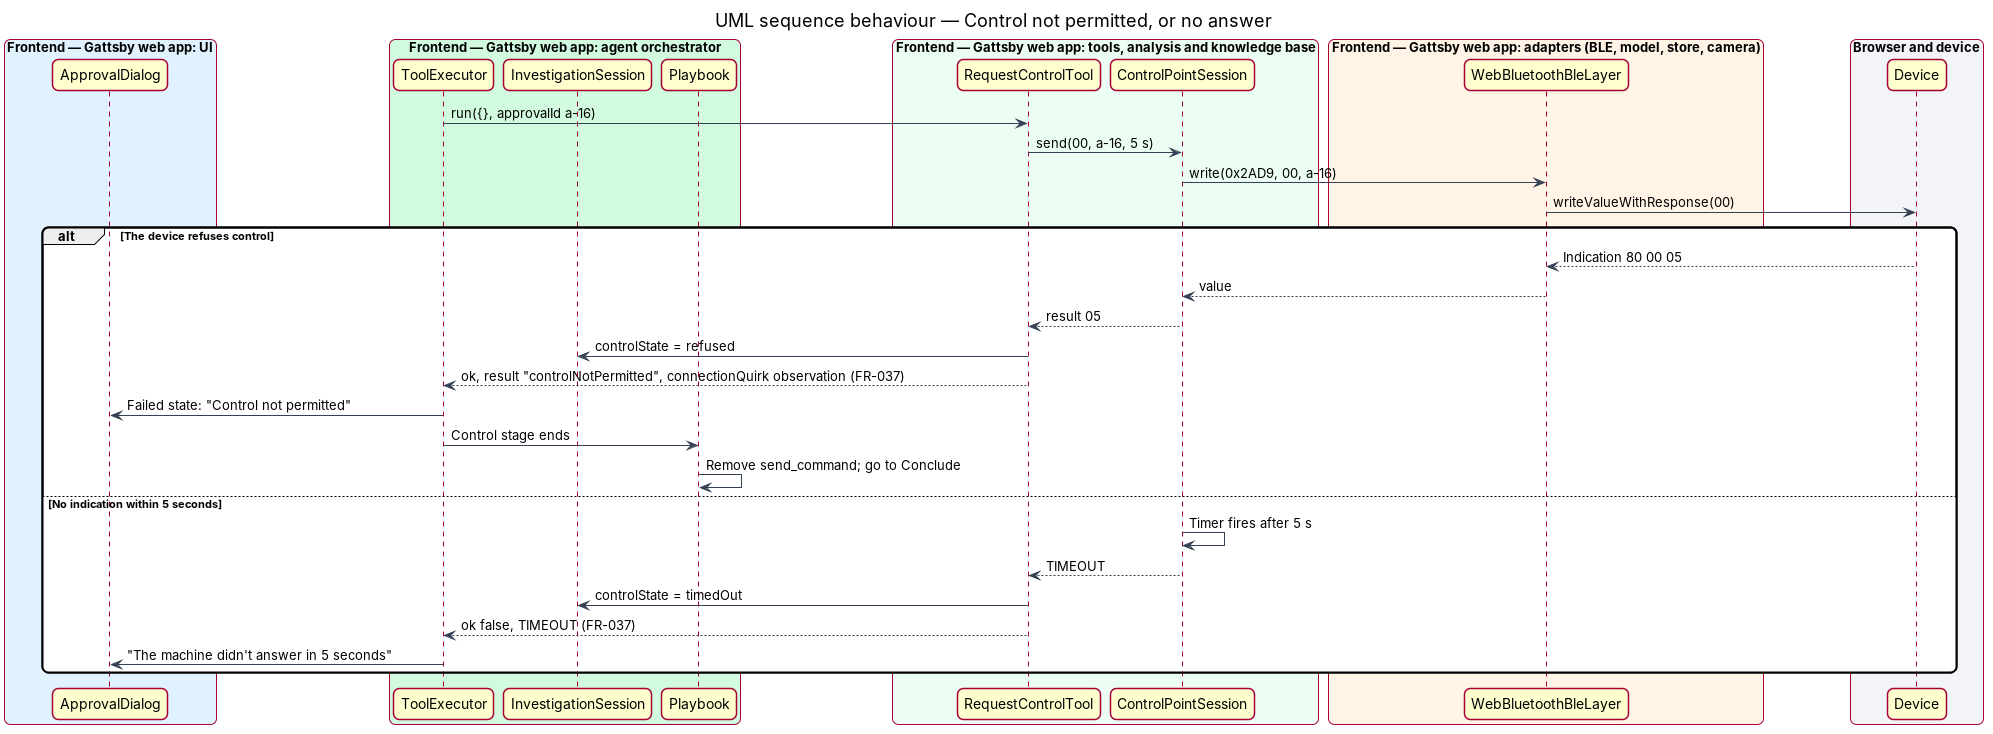 UML sequence behaviour — Control not permitted, or no answer
Frontend — Gattsby web app: UI
Frontend — Gattsby web app: agent orchestrator
Frontend — Gattsby web app: tools, analysis and knowledge base
Frontend — Gattsby web app: adapters (BLE, model, store, camera)
Browser and device
ApprovalDialog
ToolExecutor
InvestigationSession
Playbook
RequestControlTool
ControlPointSession
WebBluetoothBleLayer
Device
run({}, approvalId a-16)
send(00, a-16, 5 s)
write(0x2AD9, 00, a-16)
writeValueWithResponse(00)
alt
[The device refuses control]
Indication 80 00 05
value
result 05
controlState = refused
ok, result "controlNotPermitted", connectionQuirk observation (FR-037)
Failed state: "Control not permitted"
Control stage ends
Remove send_command; go to Conclude
[No indication within 5 seconds]
Timer fires after 5 s
TIMEOUT
controlState = timedOut
ok false, TIMEOUT (FR-037)
"The machine didn't answer in 5 seconds"
ApprovalDialog
ToolExecutor
InvestigationSession
Playbook
RequestControlTool
ControlPointSession
WebBluetoothBleLayer
Device